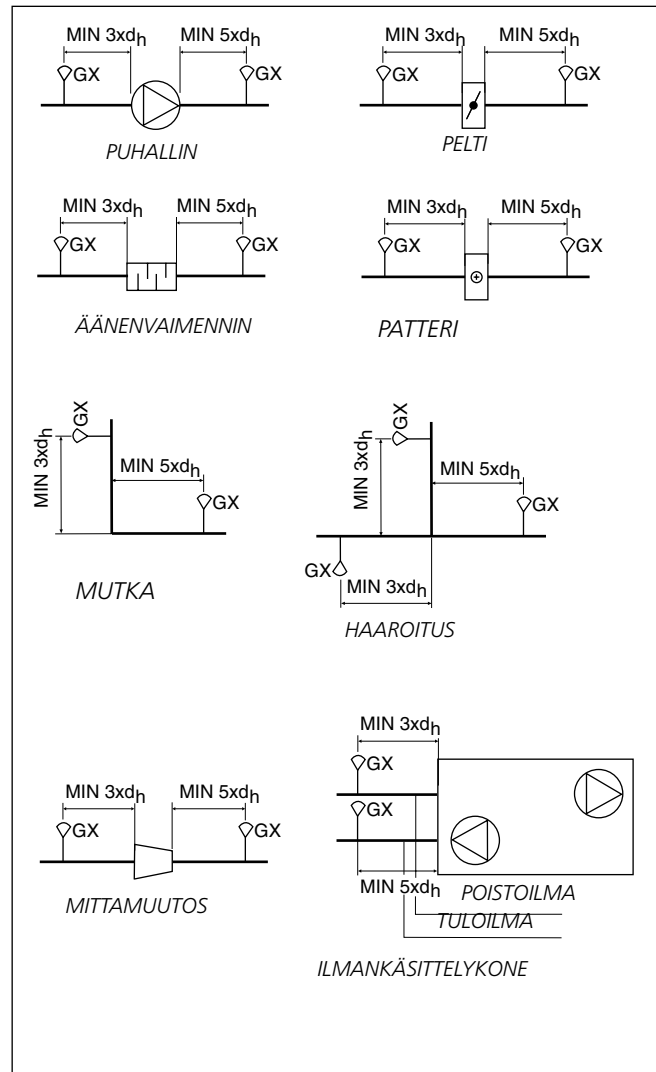 MIN 3xdh MIN 5xdh
GX GX
PUHALLIN
MIN 3xdh MIN 5xdh
GX GX
PELTI
MIN 3xdh MIN 5xdh
GX GX
ÄÄNENVAIMENNIN
MIN 3xdh MIN 5xdh
GX GX
PATTERI
GX
MIN 3xdh
MIN 5xdh
GX
MUTKA
GX
MIN 3xdh
MIN 5xdh
GX
GX
MIN 3xdh
HAAROITUS
MIN 3xdh MIN 5xdh
GX GX
MITTAMUUTOS
MIN 3xdh
GX
GX
MIN 5xdh
POISTOILMA
TULOILMA
ILMANKÄSITTELYKONE